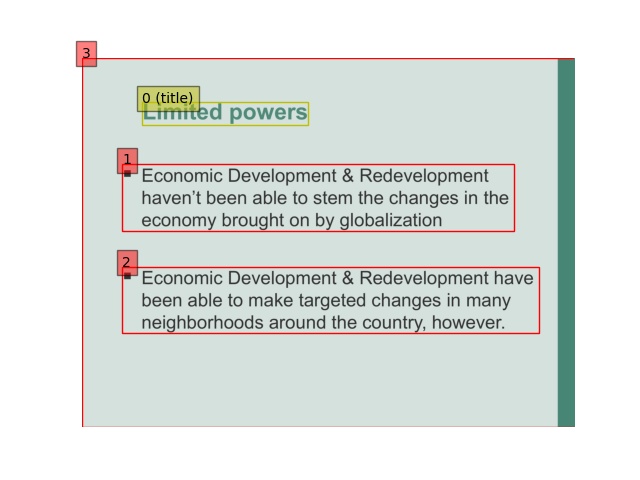 3
0 (title)
Limited powers
1
▪ Economic Development & Redevelopment
haven't been able to stem the changes in the
economy brought on by globalization
2
▪ Economic Development & Redevelopment have
been able to make targeted changes in many
neighborhoods around the country, however.